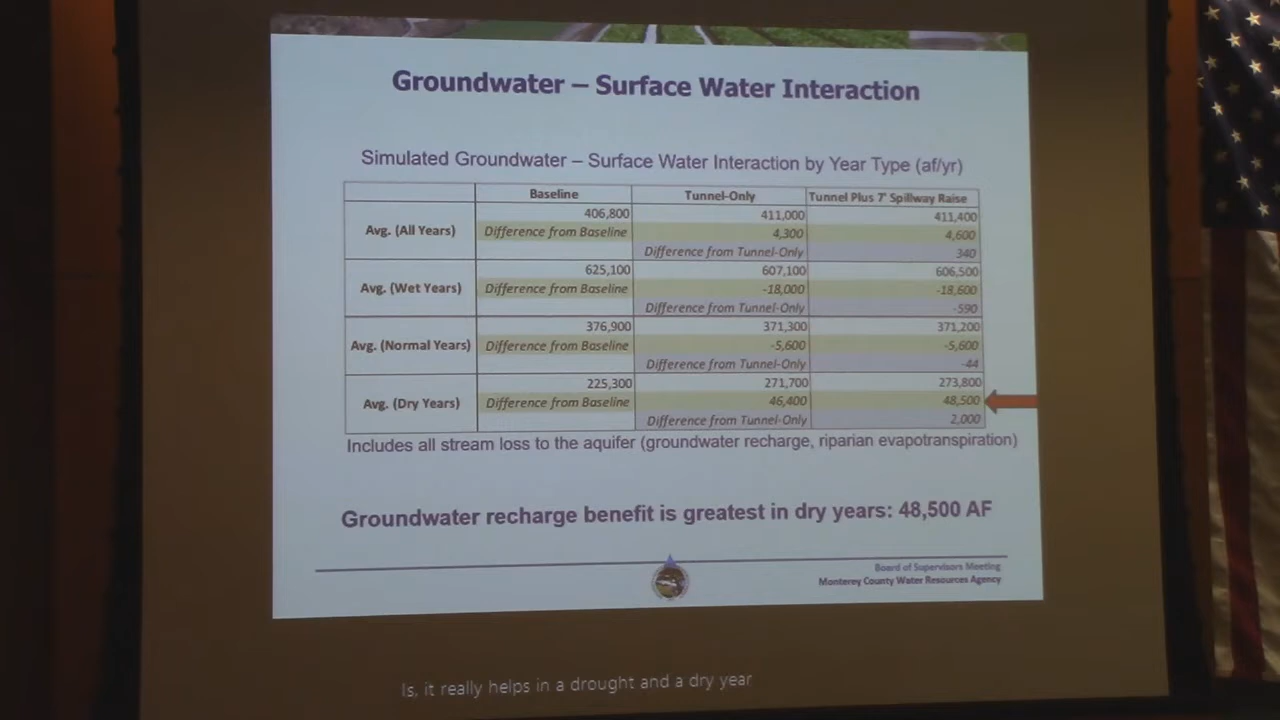 Groundwater – Surface Water Interaction
Simulated Groundwater – Surface Water Interaction by Year Type (af/yr)
Baseline Tunnel-Only Tunnel Plus 7' Spillway Raise
Avg. (All Years) 406,800 411,000 411,400
Difference from Baseline 4,300 4,600
Difference from Tunnel-Only 340
Avg. (Wet Years) 625,100 607,100 606,500
Difference from Baseline -18,000 -18,600
Difference from Tunnel-Only -590
Avg. (Normal Years) 376,900 371,300 371,200
Difference from Baseline -5,600 -5,600
Difference from Tunnel-Only -44
Avg. (Dry Years) 225,300 271,700 273,800
Difference from Baseline 46,400 48,500
Difference from Tunnel-Only 2,000
Includes all stream loss to the aquifer (groundwater recharge, riparian evapotranspiration)
Groundwater recharge benefit is greatest in dry years: 48,500 AF
Board of Supervisors Meeting
Monterey County Water Resources Agency
Is, it really helps in a drought and a dry year